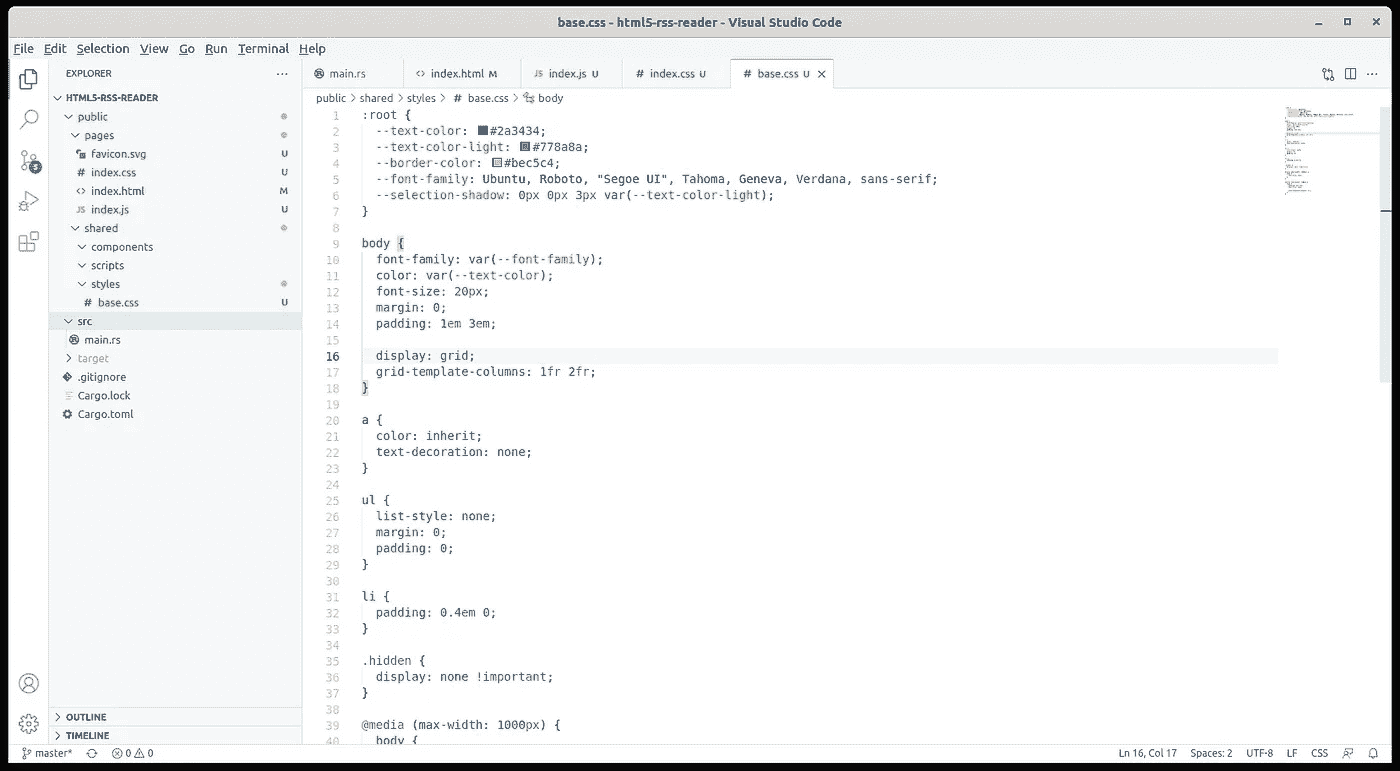 base.css - html5-rss-reader - Visual Studio Code
File Edit Selection View Go Run Terminal Help
EXPLORER
HTML5-RSS-READER
public
pages
favicon.svg U
index.css U
index.html M
index.js U
shared
components
scripts
styles
base.css U
src
main.rs
target
.gitignore
Cargo.lock
Cargo.toml
OUTLINE
TIMELINE
main.rs index.html M JS index.js U # index.css U # base.css U
public > shared > styles > # base.css > body
1 :root {
2 --text-color: #2a3434;
3 --text-color-light: #778a8a;
4 --border-color: #bec5c4;
5 --font-family: Ubuntu, Roboto, "Segoe UI", Tahoma, Geneva, Verdana, sans-serif;
6 --selection-shadow: 0px 0px 3px var(--text-color-light);
7 }
8
9 body {
10 font-family: var(--font-family);
11 color: var(--text-color);
12 font-size: 20px;
13 margin: 0;
14 padding: 1em 3em;
15
16 display: grid;
17 grid-template-columns: 1fr 2fr;
18 }
19
20 a {
21 color: inherit;
22 text-decoration: none;
23 }
24
25 ul {
26 list-style: none;
27 margin: 0;
28 padding: 0;
29 }
30
31 li {
32 padding: 0.4em 0;
33 }
34
35 .hidden {
36 display: none !important;
37 }
38
39 @media (max-width: 1000px) {
40 body {
master* 0 0 Ln 16, Col 17 Spaces: 2 UTF-8 LF CSS